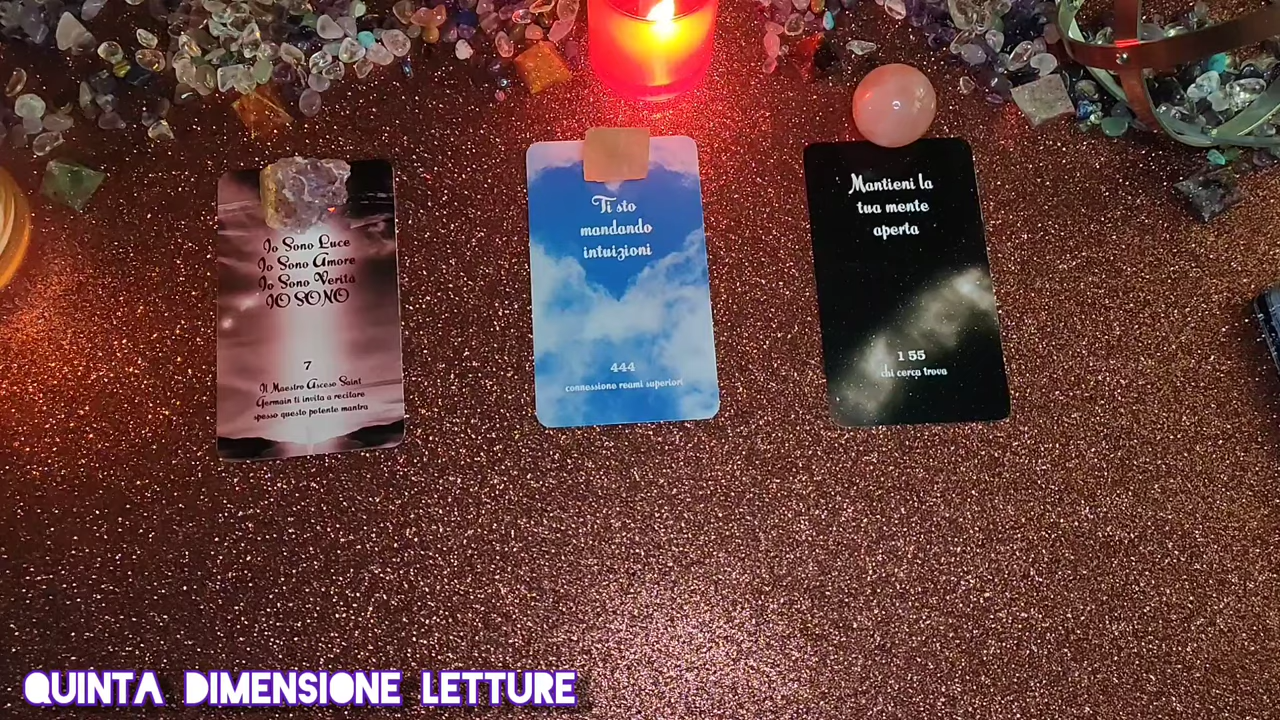 Io Sono Luce
Io Sono Amore
Io Sono Verità
IO SONO
7
Il Maestro Asceso Saint
Germain ti invita a recitare
spesso questo potente mantra
Ti sto
mandando
intuizioni
444
connessione reami superiori
Mantieni la
tua mente
aperta
1 55
chi cerca trova
QUINTA DIMENSIONE LETTURE